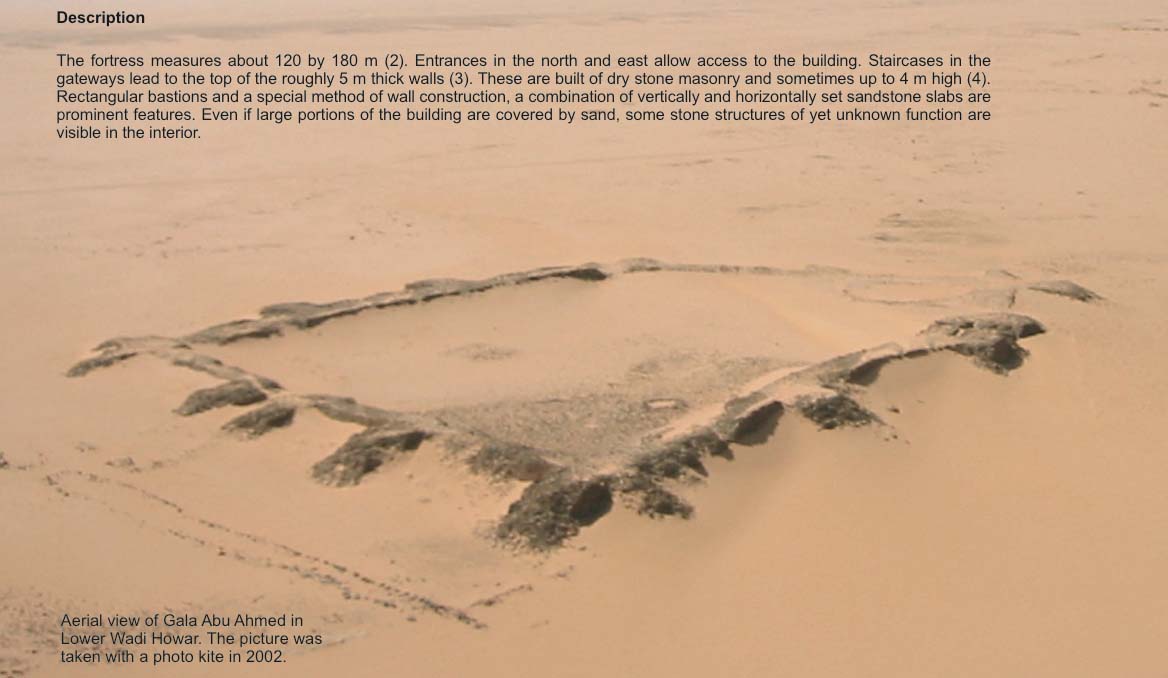 Description
The fortress measures about 120 by 180 m (2). Entrances in the north and east allow access to the building. Staircases in the
gateways lead to the top of the roughly 5 m thick walls (3). These are built of dry stone masonry and sometimes up to 4 m high (4).
Rectangular bastions and a special method of wall construction, a combination of vertically and horizontally set sandstone slabs are
prominent features. Even if large portions of the building are covered by sand, some stone structures of yet unknown function are
visible in the interior.
Aerial view of Gala Abu Ahmed in
Lower Wadi Howar. The picture was
taken with a photo kite in 2002.